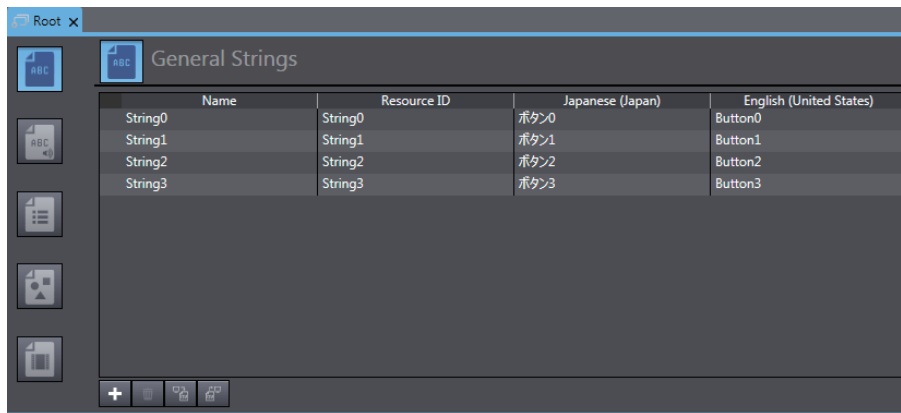 Root
ABC
ABC General Strings
Name Resource ID Japanese (Japan) English (United States)
String0 String0 ボタン0 Button0
ABC
String1 String1 ボタン1 Button1
String2 String2 ボタン2 Button2
String3 String3 ボタン3 Button3